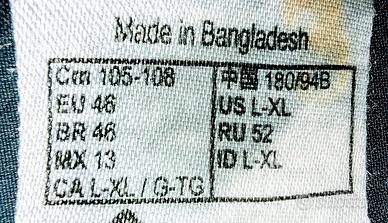 Made in Bangladesh
Cm 105-108
EU 46
BR 46
MX 13
CA L-XL / G-TG
中国 180/94B
US L-XL
RU 52
ID L-XL